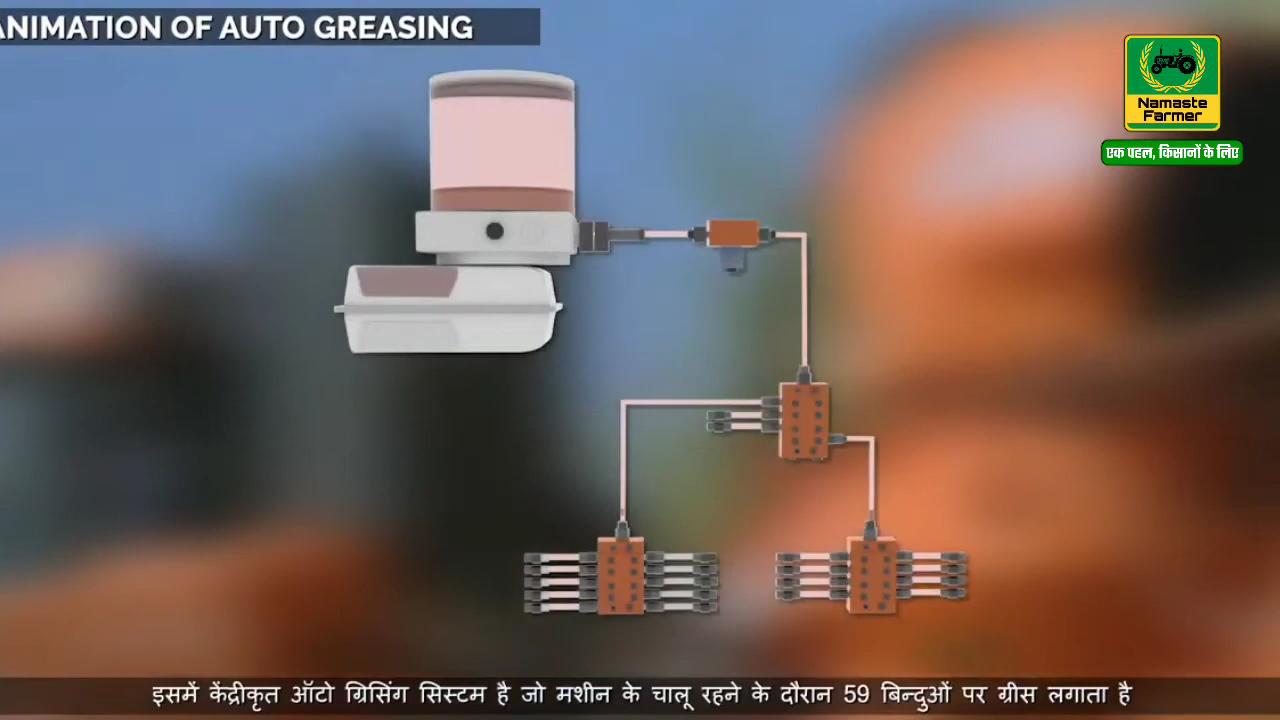 ANIMATION OF AUTO GREASING
Namaste
Farmer
एक पहल, किसानों के लिए
इसमें केंद्रीकृत ऑटो ग्रिसिंग सिस्टम है जो मशीन के चालू रहने के दौरान 59 बिन्दुओं पर ग्रीस लगाता है